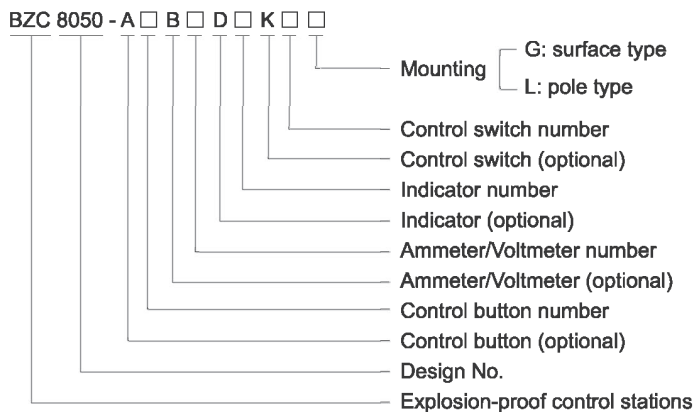 BZC 8050 - A □ B □ D □ K □ □
G: surface type
Mounting
L: pole type
Control switch number
Control switch (optional)
Indicator number
Indicator (optional)
Ammeter/Voltmeter number
Ammeter/Voltmeter (optional)
Control button number
Control button (optional)
Design No.
Explosion-proof control stations